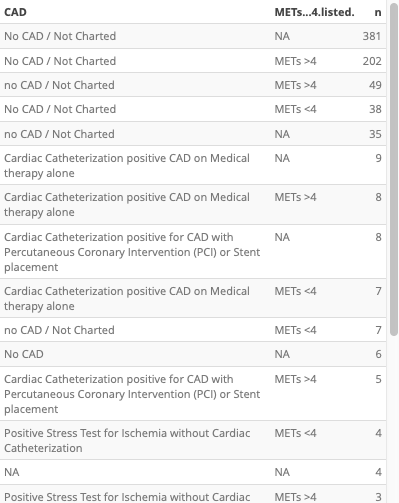 CAD METs...4.listed. n
No CAD / Not Charted NA 381
No CAD / Not Charted METs >4 202
no CAD / Not Charted METs >4 49
No CAD / Not Charted METs <4 38
no CAD / Not Charted NA 35
Cardiac Catheterization positive CAD on Medical NA 9
therapy alone
Cardiac Catheterization positive CAD on Medical METs >4 8
therapy alone
Cardiac Catheterization positive for CAD with NA 8
Percutaneous Coronary Intervention (PCI) or Stent
placement
Cardiac Catheterization positive CAD on Medical METs <4 7
therapy alone
no CAD / Not Charted METs <4 7
No CAD NA 6
Cardiac Catheterization positive for CAD with METs >4 5
Percutaneous Coronary Intervention (PCI) or Stent
placement
Positive Stress Test for Ischemia without Cardiac METs <4 4
Catheterization
NA NA 4
Positive Stress Test for Ischemia without Cardiac METs >4 3